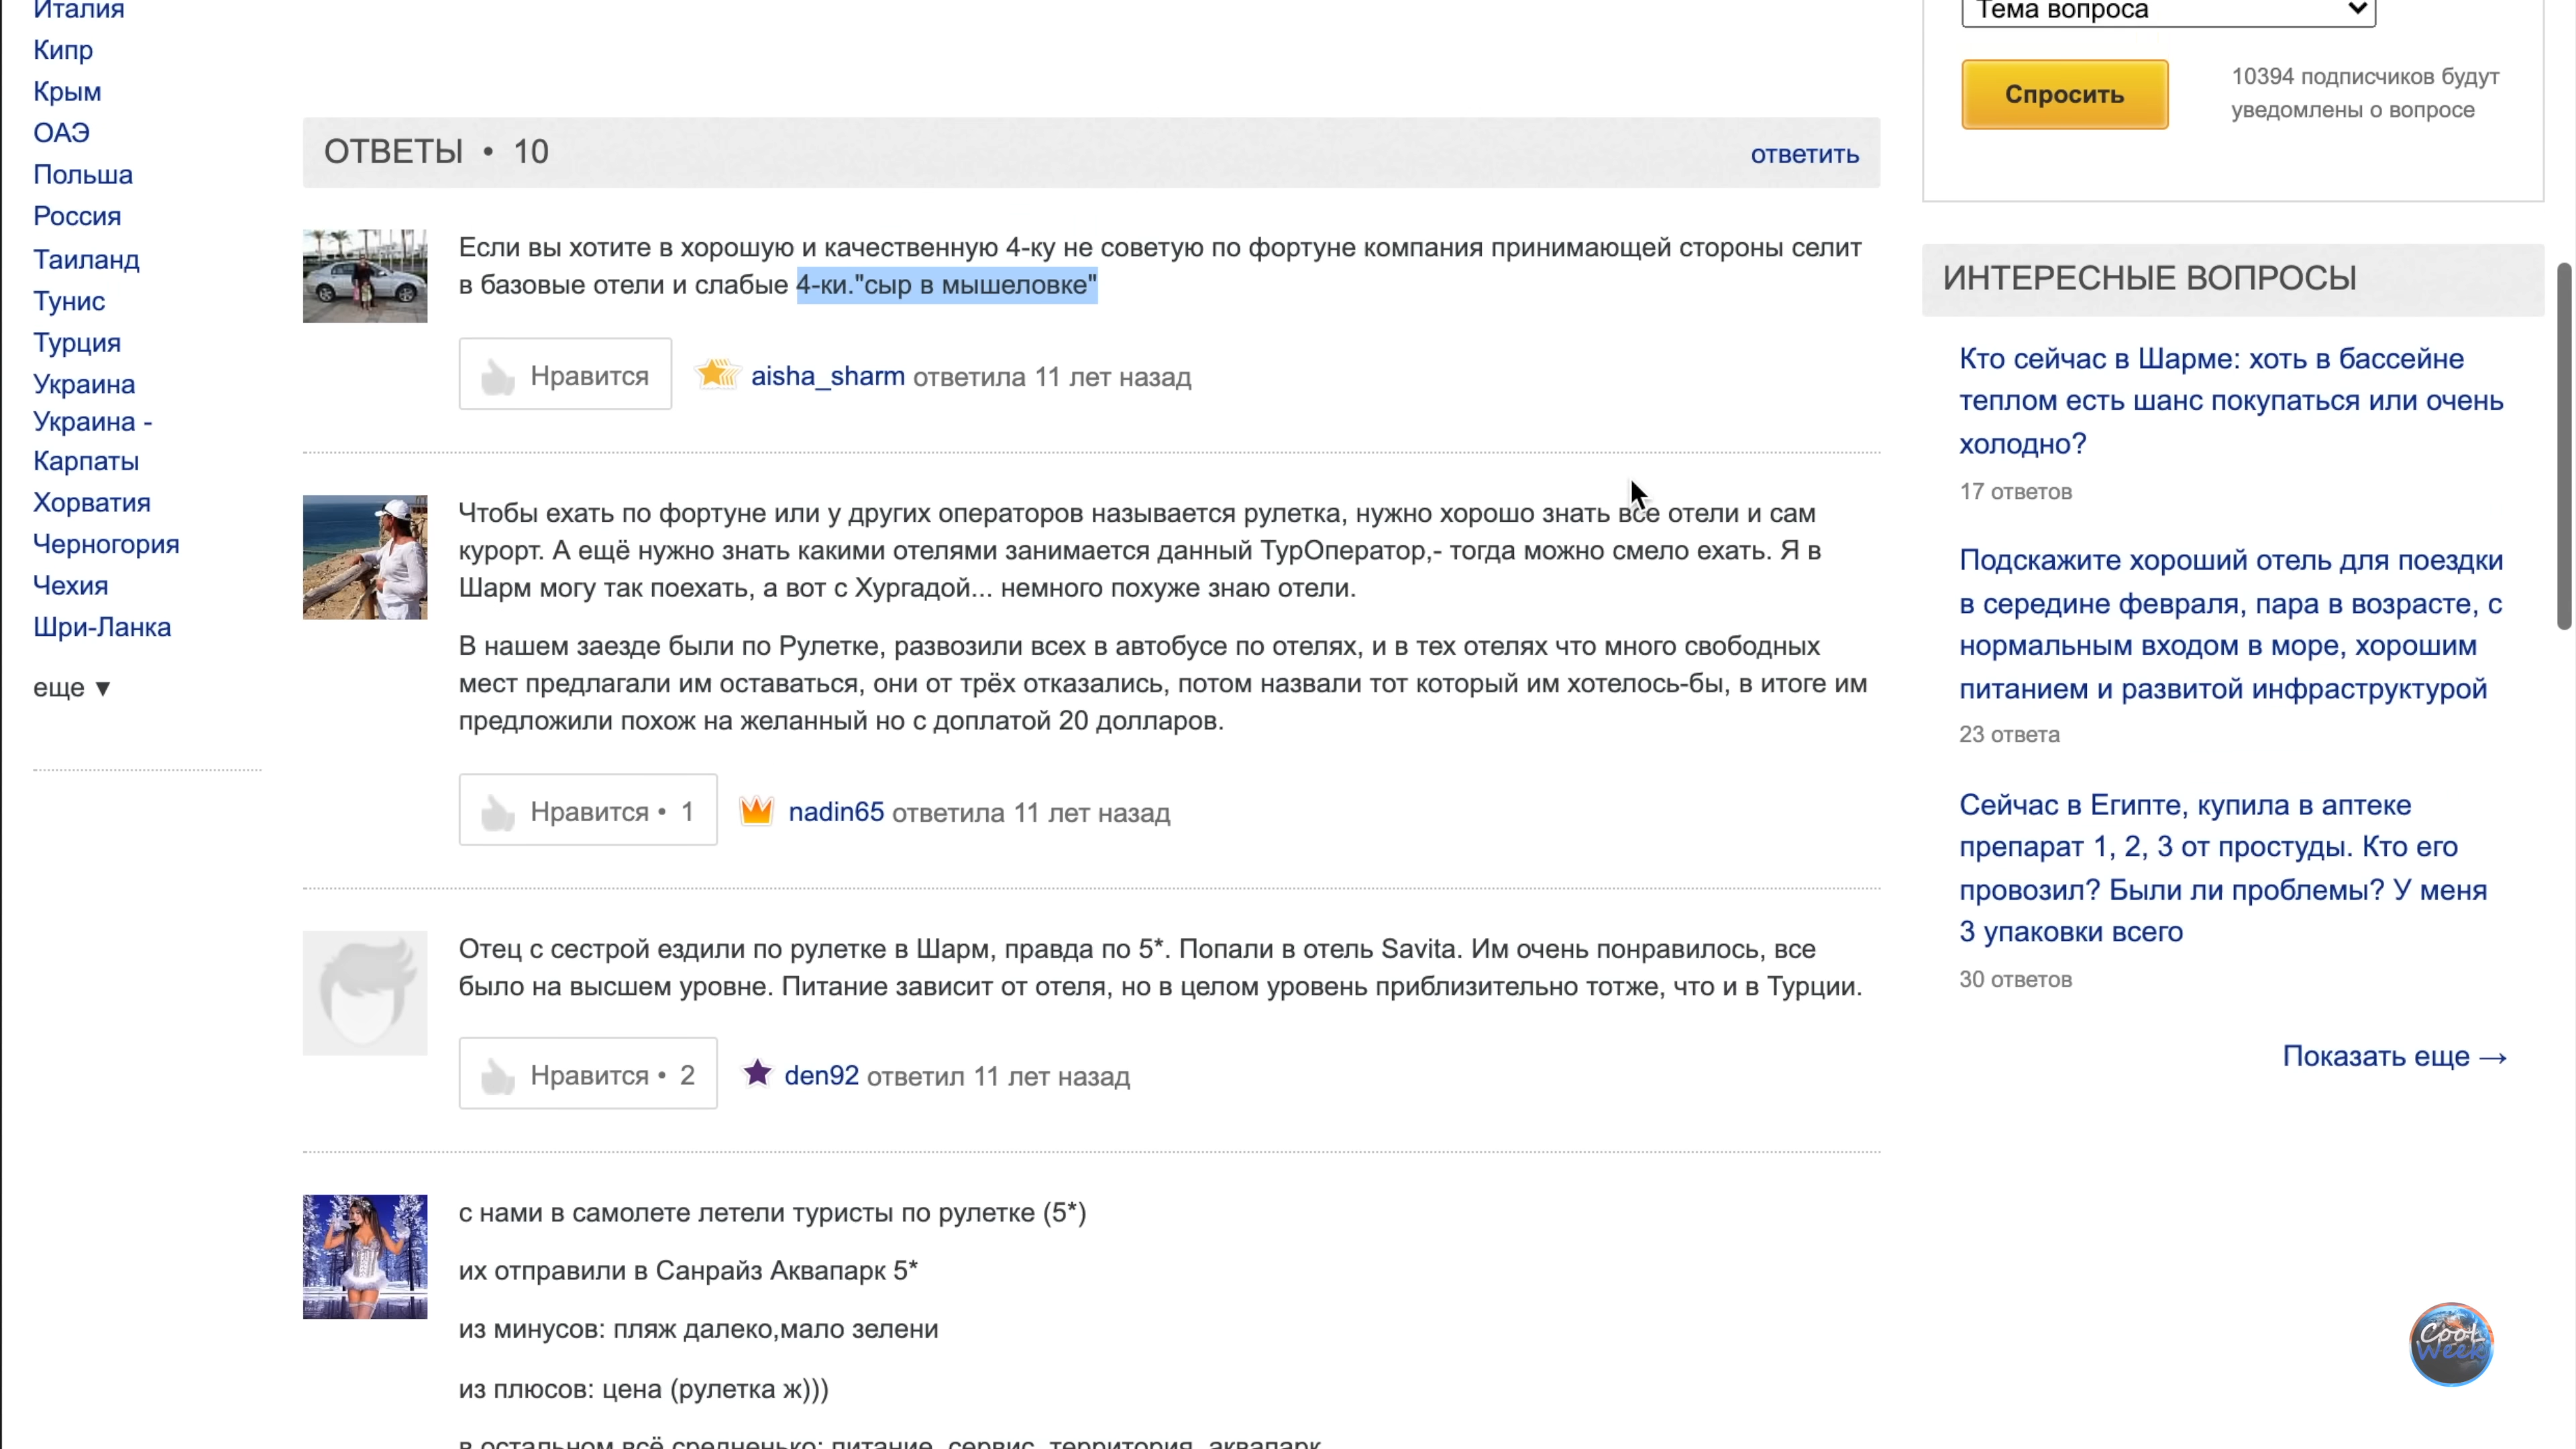 Италия
Кипр
Крым
ОАЭ
Польша
Россия
Таиланд
Тунис
Турция
Украина
Украина -
Карпаты
Хорватия
Черногория
Чехия
Шри-Ланка
еще ▼
ОТВЕТЫ • 10
ответить
Если вы хотите в хорошую и качественную 4-ку не советую по фортуне компания принимающей стороны селит
в базовые отели и слабые 4-ки."сыр в мышеловке"
Нравится
aisha_sharm ответила 11 лет назад
Чтобы ехать по фортуне или у других операторов называется рулетка, нужно хорошо знать все отели и сам
курорт. А ещё нужно знать какими отелями занимается данный ТурОператор,- тогда можно смело ехать. Я в
Шарм могу так поехать, а вот с Хургадой... немного похуже знаю отели.
В нашем заезде были по Рулетке, развозили всех в автобусе по отелях, и в тех отелях что много свободных
мест предлагали им оставаться, они от трёх отказались, потом назвали тот который им хотелось-бы, в итоге им
предложили похож на желанный но с доплатой 20 долларов.
Нравится • 1
nadin65 ответила 11 лет назад
Отец с сестрой ездили по рулетке в Шарм, правда по 5*. Попали в отель Savita. Им очень понравилось, все
было на высшем уровне. Питание зависит от отеля, но в целом уровень приблизительно тотже, что и в Турции.
Нравится • 2
den92 ответил 11 лет назад
с нами в самолете летели туристы по рулетке (5*)
их отправили в Санрайз Аквапарк 5*
из минусов: пляж далеко,мало зелени
из плюсов: цена (рулетка ж)))
в остальном всё средненько: питание, сервис, территория, аквапарк
Тема вопроса
Спросить
10394 подписчиков будут
уведомлены о вопросе
ИНТЕРЕСНЫЕ ВОПРОСЫ
Кто сейчас в Шарме: хоть в бассейне
теплом есть шанс покупаться или очень
холодно?
17 ответов
Подскажите хороший отель для поездки
в середине февраля, пара в возрасте, с
нормальным входом в море, хорошим
питанием и развитой инфраструктурой
23 ответа
Сейчас в Египте, купила в аптеке
препарат 1, 2, 3 от простуды. Кто его
провозил? Были ли проблемы? У меня
3 упаковки всего
30 ответов
Показать еще →
Cool
Week